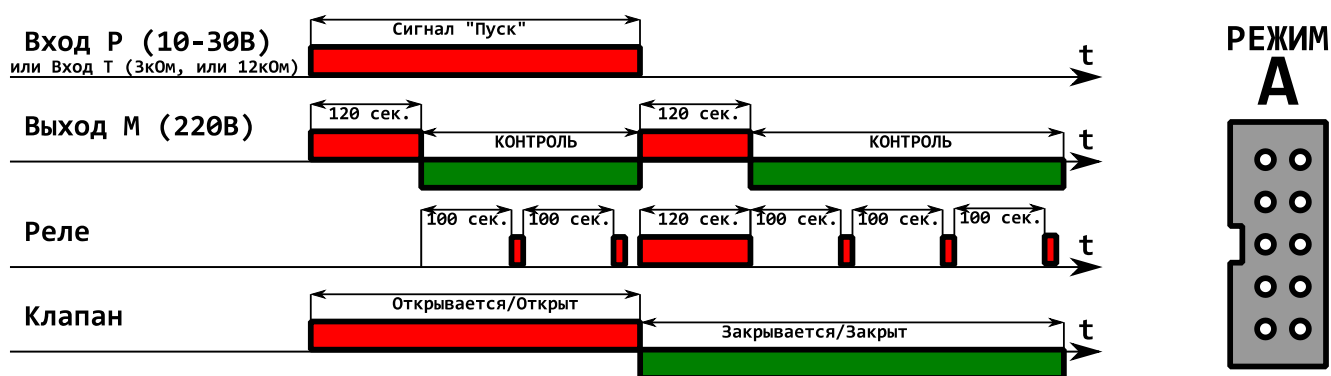 Сигнал "Пуск"
Вход Р (10-30В)
или Вход Т (3кОм, или 12кОм)
t
120 сек.
120 сек.
Выход М (220В)
КОНТРОЛЬ
КОНТРОЛЬ
t
100 сек.
100 сек.
120 сек.
100 сек.
100 сек.
100 сек.
Реле
t
Открывается/Открыт
Клапан
Закрывается/Закрыт
t
РЕЖИМ
А